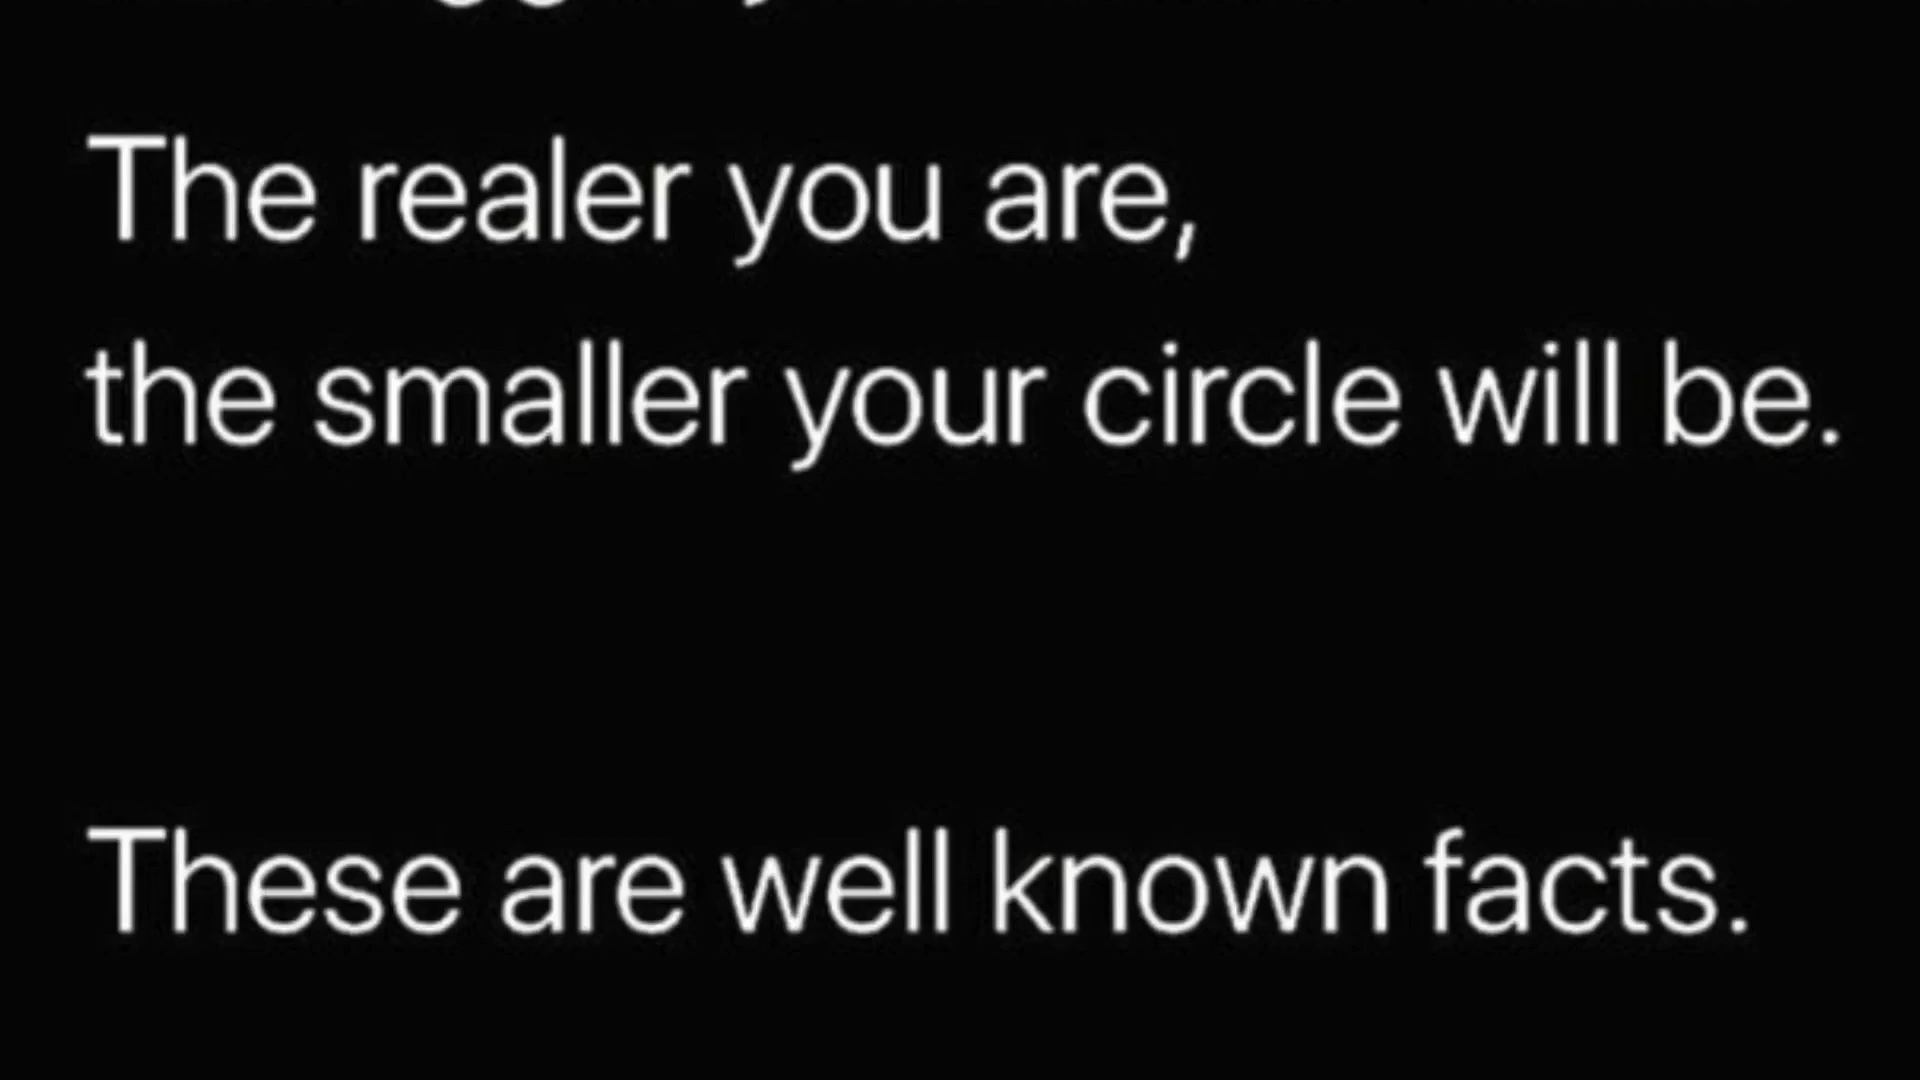 The realer you are,
the smaller your circle will be.
These are well known facts.